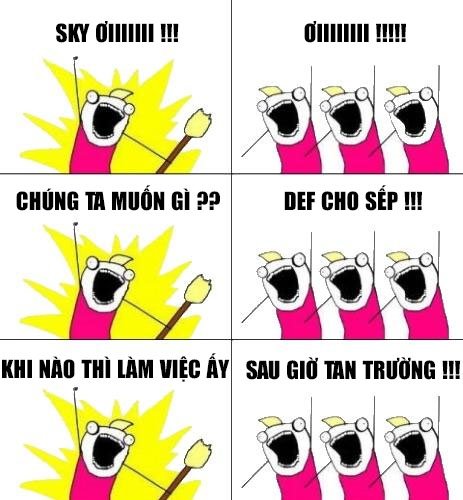 SKY ƠIIIIIII !!!
ƠIIIIIIII !!!!!
CHÚNG TA MUỐN GÌ ??
DEF CHO SẾP !!!
KHI NÀO THÌ LÀM VIỆC ẤY
SAU GIỜ TAN TRƯỜNG !!!